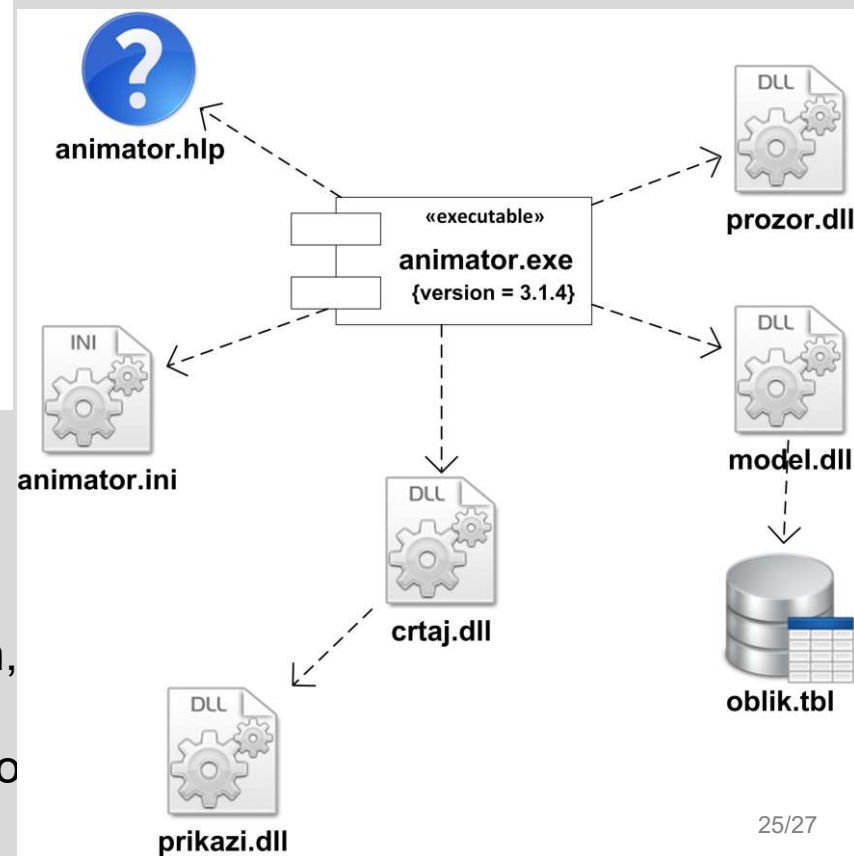 animator.hlp
DLL
prozor.dll
«executable»
animator.exe
{version = 3.1.4}
INI
animator.ini
DLL
model.dll
DLL
crtaj.dll
oblik.tbl
DLL
prikazi.dll
25/27